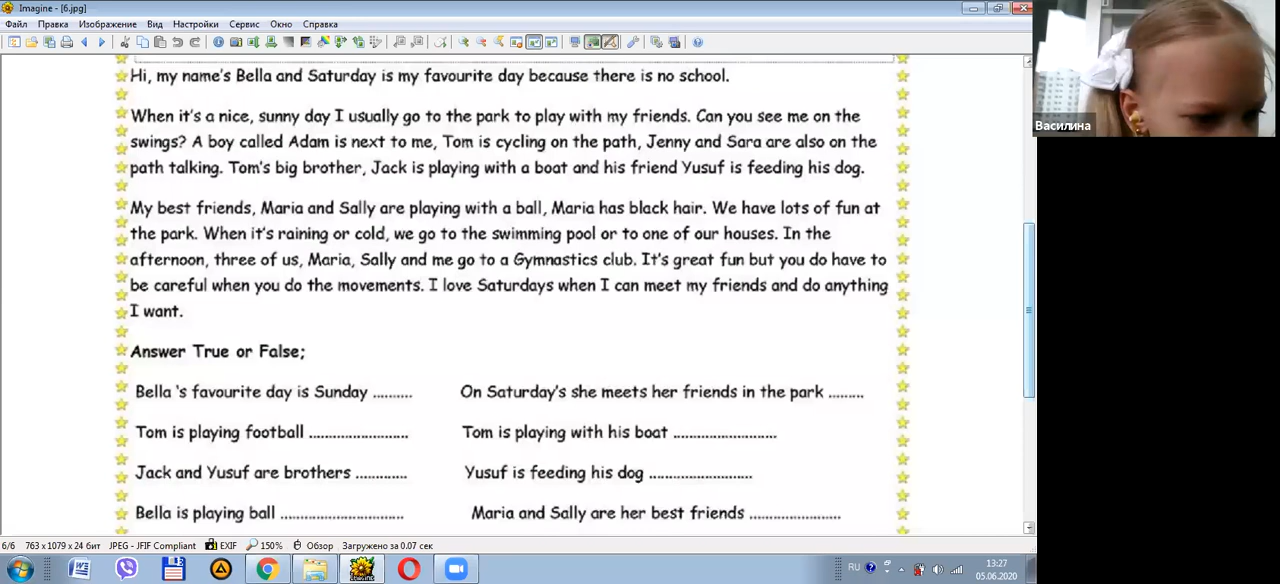 Imagine - [6.jpg]
Файл Правка Изображение Вид Настройки Сервис Окно Справка
Hi, my name's Bella and Saturday is my favourite day because there is no school.
When it's a nice, sunny day I usually go to the park to play with my friends. Can you see me on the
swings? A boy called Adam is next to me, Tom is cycling on the path, Jenny and Sara are also on the
path talking. Tom's big brother, Jack is playing with a boat and his friend Yusuf is feeding his dog.
My best friends, Maria and Sally are playing with a ball, Maria has black hair. We have lots of fun at
the park. When it's raining or cold, we go to the swimming pool or to one of our houses. In the
afternoon, three of us, Maria, Sally and me go to a Gymnastics club. It's great fun but you do have to
be careful when you do the movements. I love Saturdays when I can meet my friends and do anything
I want.
Answer True or False;
Bella 's favourite day is Sunday .......... On Saturday's she meets her friends in the park .........
Tom is playing football ......................... Tom is playing with his boat ..........................
Jack and Yusuf are brothers ............. Yusuf is feeding his dog ..........................
Bella is playing ball ............................... Maria and Sally are her best friends .......................
Василина
6/6 763 x 1079 x 24 бит JPEG - JFIF Compliant EXIF 150% Обзор Загружено за 0.07 сек
RU 13:27
05.06.2020